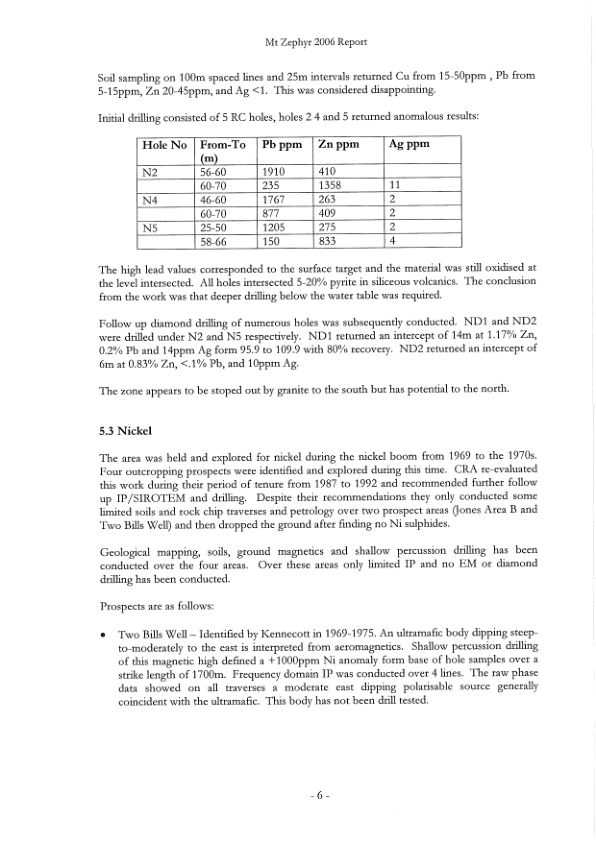 Mt Zephyr 2006 Report
Soil sampling on 100m spaced lines and 25m intervals returned Cu from 15-50ppm , Pb from
5-15ppm, Zn 20-45ppm, and Ag <1. This was considered disappointing.
Initial drilling consisted of 5 RC holes, holes 2 4 and 5 returned anomalous results:
Hole No From-To (m) Pb ppm Zn ppm Ag ppm
N2 56-60 1910 410
60-70 235 1358 11
N4 46-60 1767 263 2
60-70 877 409 2
N5 25-50 1205 275 2
58-66 150 833 4
The high lead values corresponded to the surface target and the material was still oxidised at
the level intersected. All holes intersected 5-20% pyrite in siliceous volcanics. The conclusion
from the work was that deeper drilling below the water table was required.
Follow up diamond drilling of numerous holes was subsequently conducted. ND1 and ND2
were drilled under N2 and N5 respectively. ND1 returned an intercept of 14m at 1.17% Zn,
0.2% Pb and 14ppm Ag form 95.9 to 109.9 with 80% recovery. ND2 returned an intercept of
6m at 0.83% Zn, <.1% Pb, and 10ppm Ag.
The zone appears to be stoped out by granite to the south but has potential to the north.
5.3 Nickel
The area was held and explored for nickel during the nickel boom from 1969 to the 1970s.
Four outcropping prospects were identified and explored during this time. CRA re-evaluated
this work during their period of tenure from 1987 to 1992 and recommended further follow
up IP/SIROTEM and drilling. Despite their recommendations they only conducted some
limited soils and rock chip traverses and petrology over two prospect areas (Jones Area B and
Two Bills Well) and then dropped the ground after finding no Ni sulphides.
Geological mapping, soils, ground magnetics and shallow percussion drilling has been
conducted over the four areas. Over these areas only limited IP and no EM or diamond
drilling has been conducted.
Prospects are as follows:
• Two Bills Well – Identified by Kennecott in 1969-1975. An ultramafic body dipping steep-
to-moderately to the east is interpreted from aeromagnetics. Shallow percussion drilling
of this magnetic high defined a +1000ppm Ni anomaly form base of hole samples over a
strike length of 1700m. Frequency domain IP was conducted over 4 lines. The raw phase
data showed on all traverses a moderate east dipping polarisable source generally
coincident with the ultramafic. This body has not been drill tested.
- 6 -